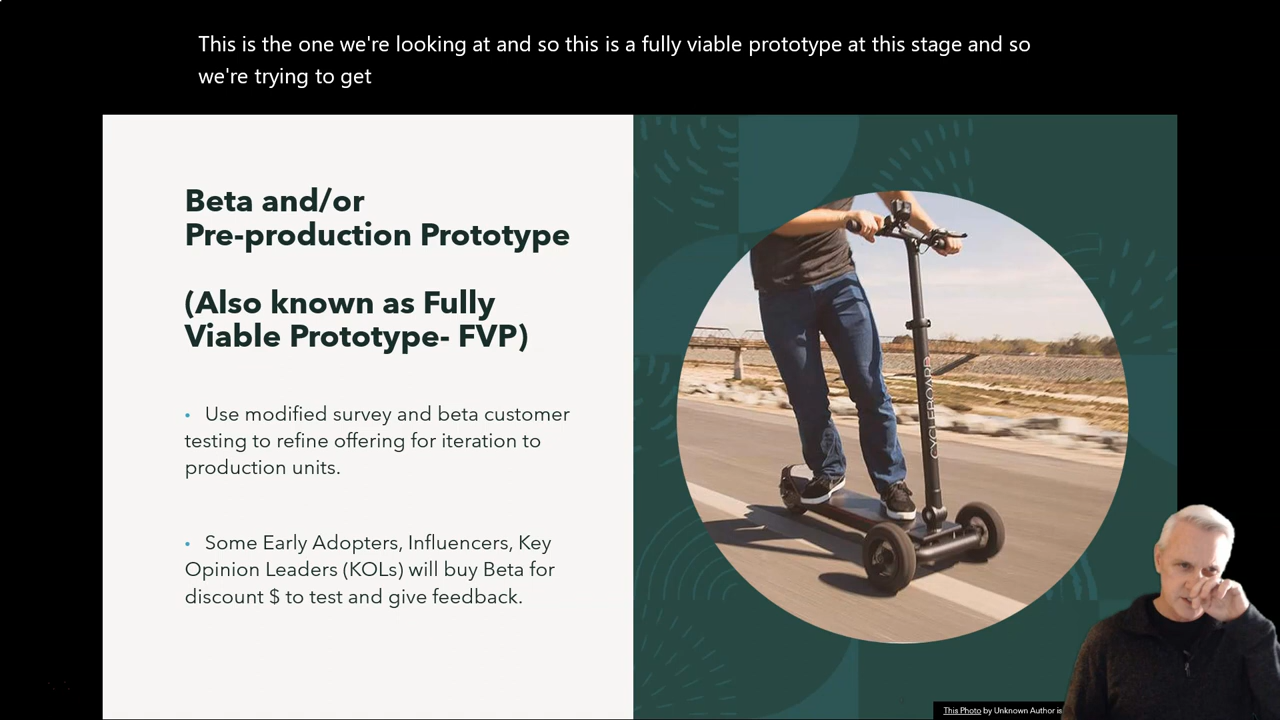 This is the one we're looking at and so this is a fully viable prototype at this stage and so
we're trying to get
Beta and/or
Pre-production Prototype
(Also known as Fully
Viable Prototype- FVP)
• Use modified survey and beta customer
testing to refine offering for iteration to
production units.
• Some Early Adopters, Influencers, Key
Opinion Leaders (KOLs) will buy Beta for
discount $ to test and give feedback.
CYCLEBOARD
This Photo by Unknown Author is